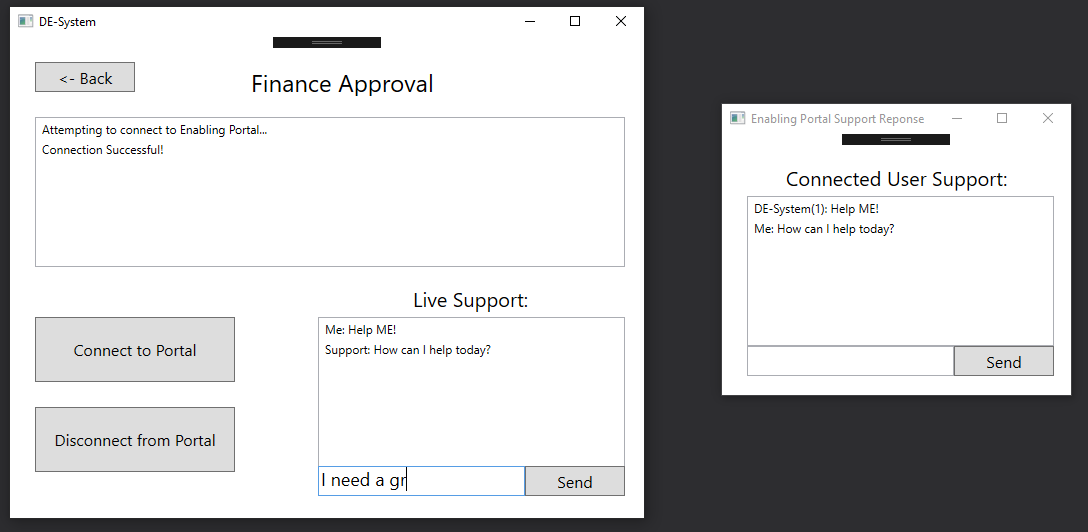 DE-System
<- Back
Finance Approval
Attempting to connect to Enabling Portal...
Connection Successful!
Connect to Portal
Disconnect from Portal
Live Support:
Me: Help ME!
Support: How can I help today?
I need a gr
Send
Enabling Portal Support Reponse
Connected User Support:
DE-System(1): Help ME!
Me: How can I help today?
Send